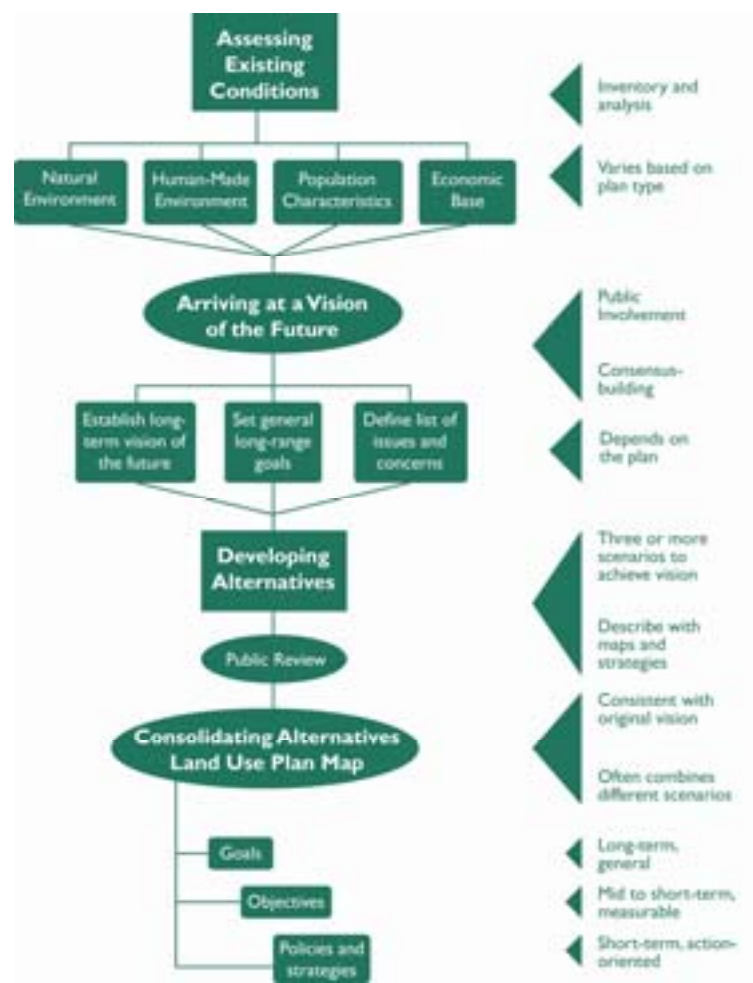 Assessing
Existing
Conditions
Inventory and
analysis
Natural
Environment
Human-Made
Environment
Population
Characteristics
Economic
Base
Varies based on
plan type
Arriving at a Vision
of the Future
Public
Involvement
Consensus-
building
Establish long-
term vision of
the future
Set general
long-range
goals
Define list of
issues and
concerns
Depends on
the plan
Developing
Alternatives
Three or more
scenarios to
achieve vision
Describe with
maps and
strategies
Public Review
Consolidating Alternatives
Land Use Plan Map
Consistent with
original vision
Often combines
different scenarios
Goals
Long-term,
general
Objectives
Mid to short-term,
measurable
Policies and
strategies
Short-term, action-
oriented